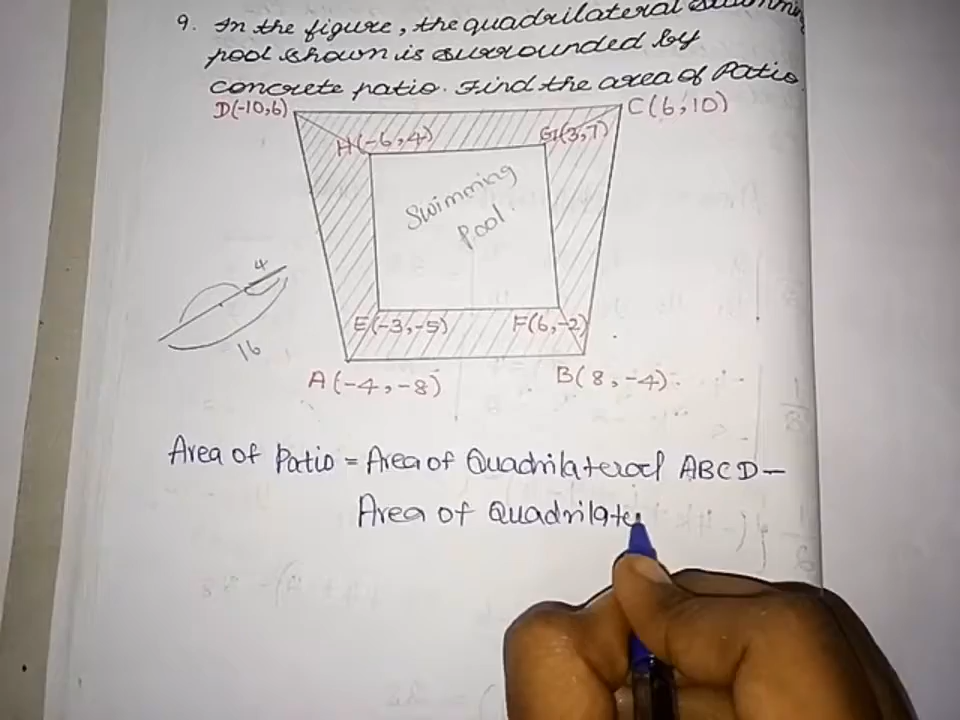 9. In the figure, the quadrilateral swimming
pool shown is surrounded by
concrete patio. Find the area of Patio
D(-10,6)
C(6,10)
H(-6,4)
G(3,7)
Swimming
pool.
4
16
E(-3,-5)
F(6,-2)
A(-4,-8)
B(8,-4)
Area of Patio = Area of Quadrilateral ABCD -
Area of Quadrilate